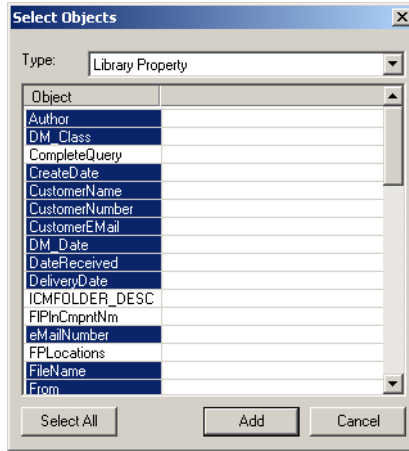 Select Objects
Type: Library Property
Object
Author
DM_Class
CompleteQuery
CreateDate
CustomerName
CustomerNumber
CustomerEMail
DM_Date
DateReceived
DeliveryDate
ICMFOLDER_DESC
FIPInCmpntNm
eMailNumber
FPLocations
FileName
From
Select All Add Cancel